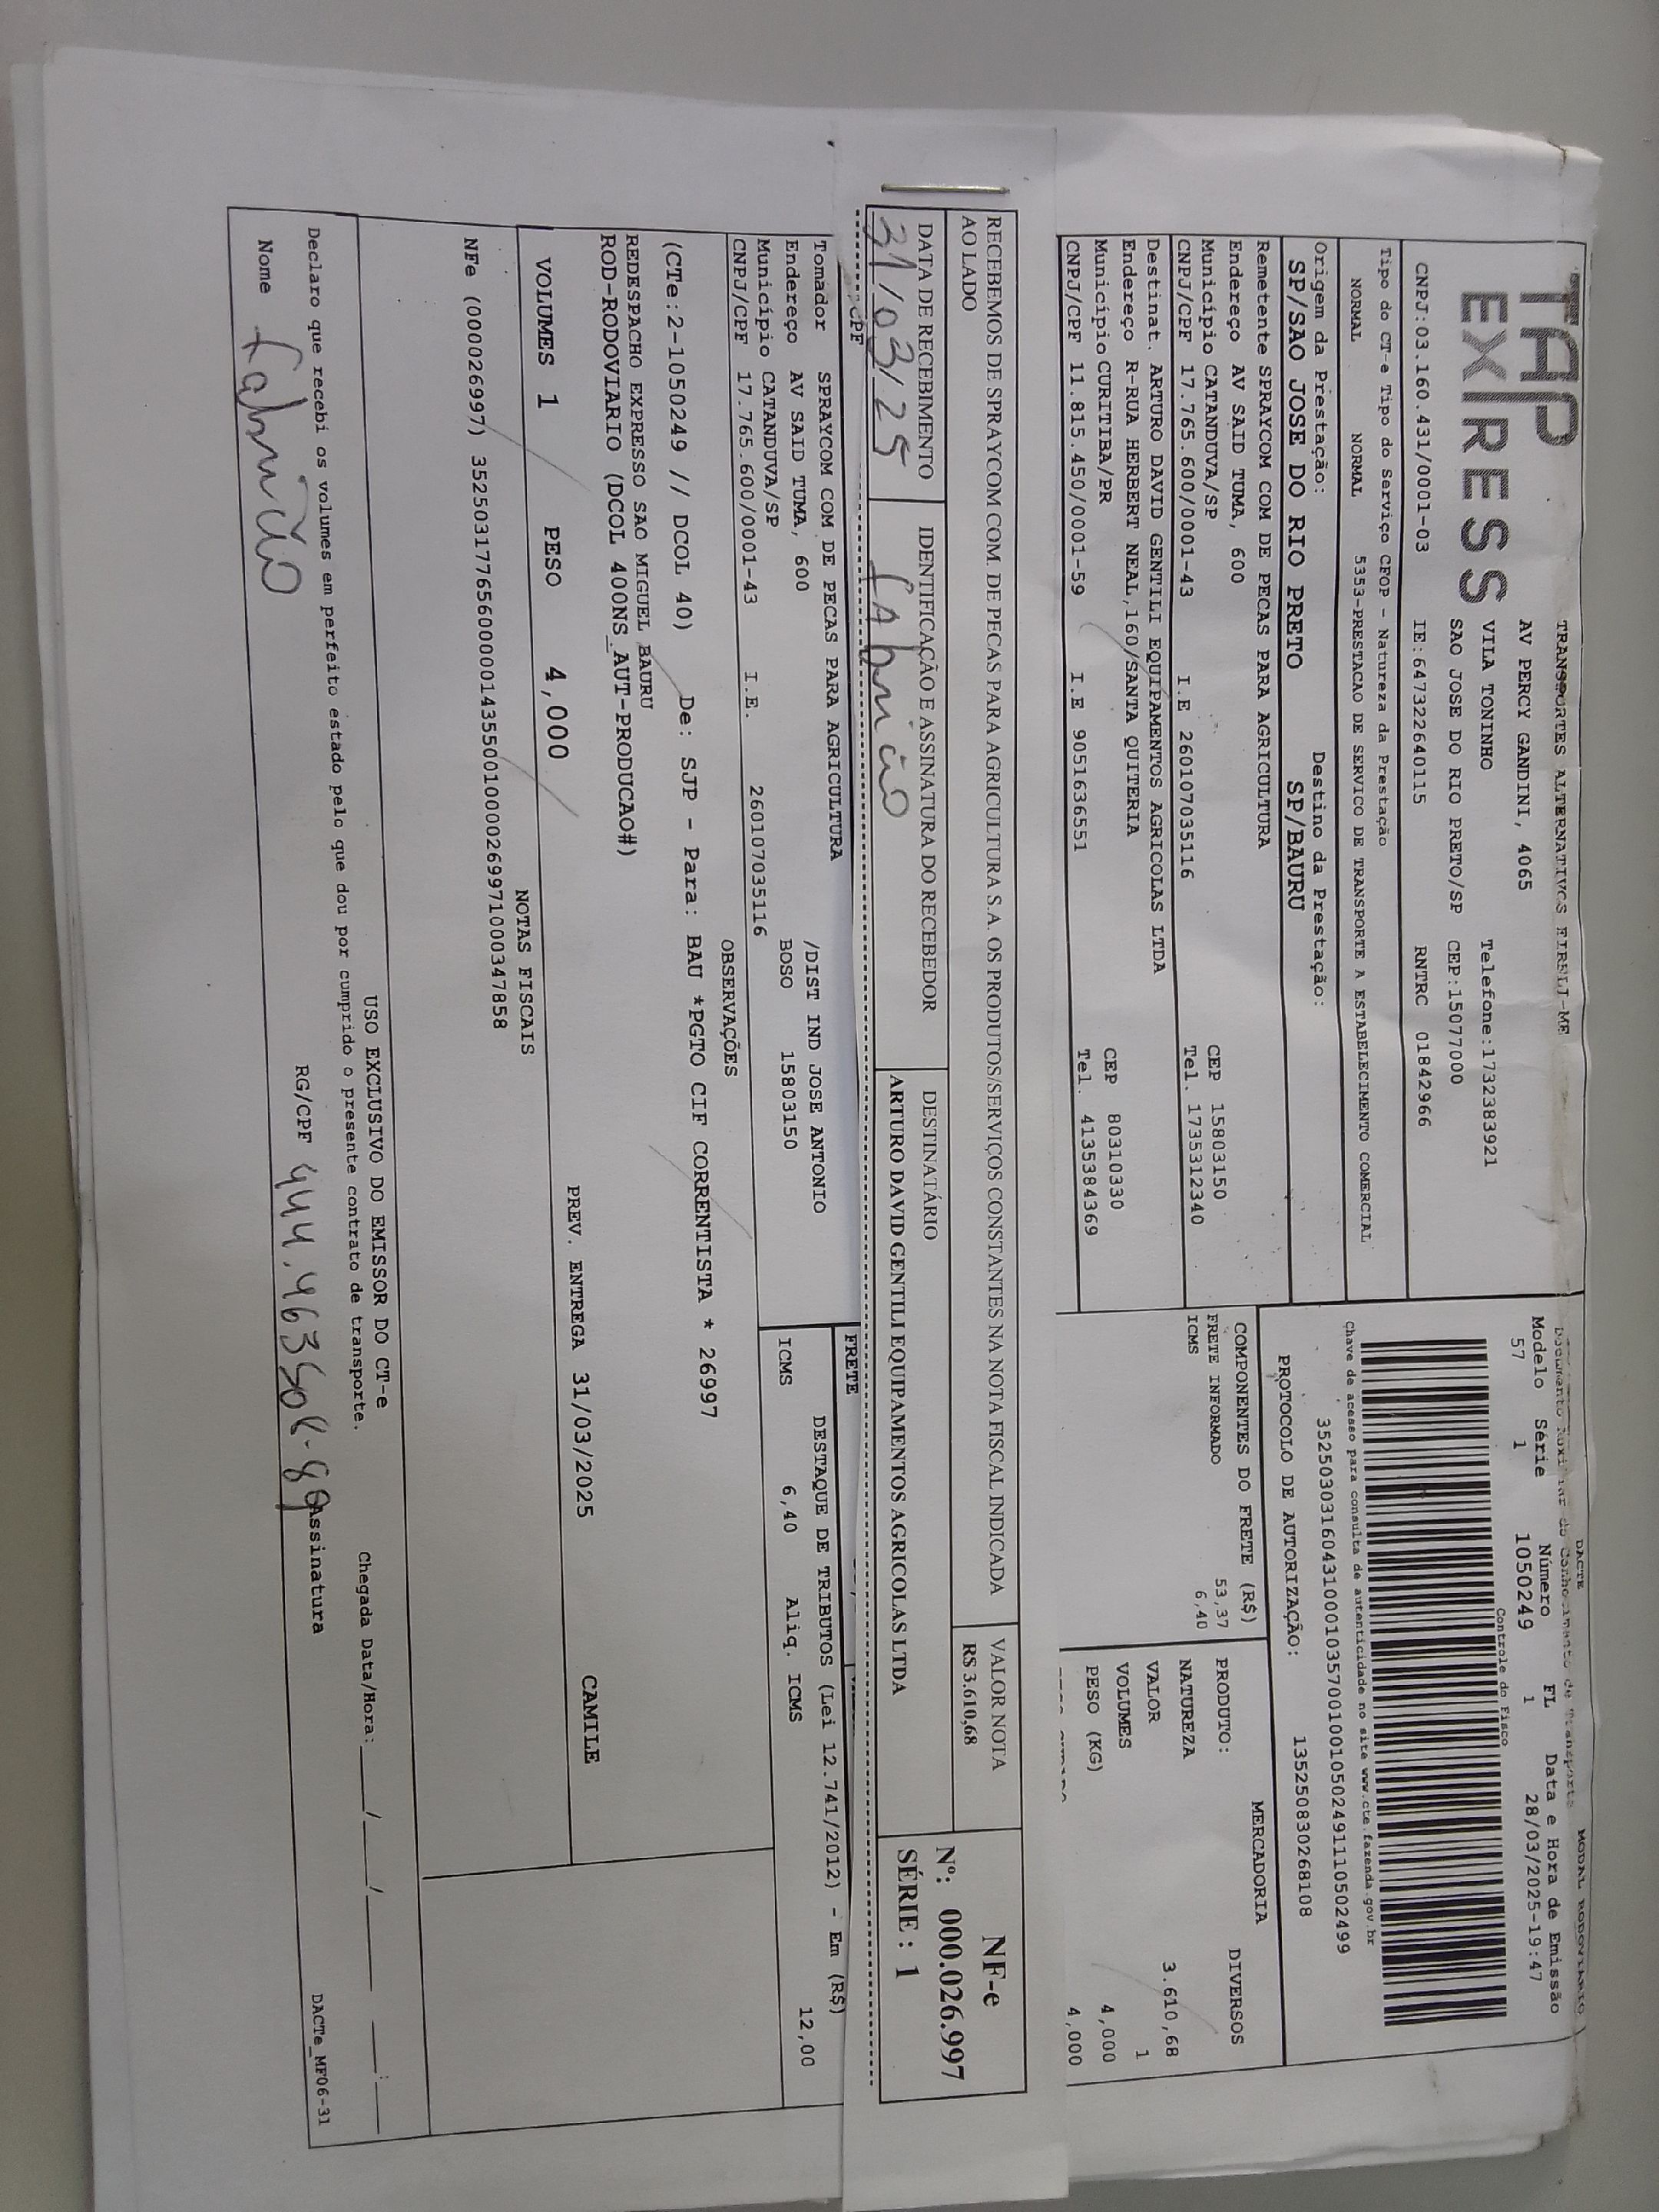 TAP
EXPRESS
TRANSPORTES ALTERNATIVOS EIRELI-ME
AV PERCY GANDINI, 4065
VILA TONINHO Telefone:1732383921
SAO JOSE DO RIO PRETO/SP CEP:15077000
CNPJ:03.160.431/0001-03 IE:647322640115 RNTRC 01842966
Tipo do CT-e Tipo do Serviço CFOP - Natureza da Prestação
NORMAL NORMAL 5353-PRESTACAO DE SERVICO DE TRANSPORTE A ESTABELECIMENTO COMERCIAL
Origem da Prestação: Destino da Prestação:
SP/SAO JOSE DO RIO PRETO SP/BAURU
Remetente SPRAYCOM COM DE PECAS PARA AGRICULTURA
Endereço AV SAID TUMA, 600 CEP 15803150
Município CATANDUVA/SP Tel. 1735312340
CNPJ/CPF 17.765.600/0001-43 I.E 260107035116
Destinat. ARTURO DAVID GENTILI EQUIPAMENTOS AGRICOLAS LTDA
Endereço R-RUA HERBERT NEAL,160/SANTA QUITERIA
Município CURITIBA/PR CEP 80310330
CNPJ/CPF 11.815.450/0001-59 I.E 9051636551 Tel. 4135384369
DACTE MODAL RODOVIARIO
Documento Auxiliar do Conhecimento de Transporte
Modelo Série Número FL Data e Hora de Emissão
57 1 1050249 1 28/03/2025-19:47
Controle do Fisco
Chave de acesso para consulta de autenticidade no site www.cte.fazenda.gov.br
35250303160431000103570010010502491110502499
PROTOCOLO DE AUTORIZAÇÃO: 135250830268108
COMPONENTES DO FRETE (R$)
FRETE INFORMADO 53,37
ICMS 6,40
MERCADORIA
PRODUTO: DIVERSOS
NATUREZA
VALOR 3.610,68
VOLUMES 1
PESO (KG) 4,000
4,000
RECEBEMOS DE SPRAYCOM COM. DE PECAS PARA AGRICULTURA S.A. OS PRODUTOS/SERVIÇOS CONSTANTES NA NOTA FISCAL INDICADA
AO LADO
VALOR NOTA
R$ 3.610,68
NF-e
Nº: 000.026.997
SÉRIE : 1
DATA DE RECEBIMENTO IDENTIFICAÇÃO E ASSINATURA DO RECEBEDOR DESTINATÁRIO
31/03/25 fabricio ARTURO DAVID GENTILI EQUIPAMENTOS AGRICOLAS LTDA
CPF FRETE
Tomador SPRAYCOM COM DE PECAS PARA AGRICULTURA
Endereço AV SAID TUMA, 600 /DIST IND JOSE ANTONIO
Município CATANDUVA/SP BOSO 15803150
CNPJ/CPF 17.765.600/0001-43 I.E. 260107035116
DESTAQUE DE TRIBUTOS (Lei 12.741/2012) - Em (R$)
ICMS 6,40 Aliq. ICMS 12,00
OBSERVAÇÕES
(CTe:2-1050249 // DCOL 40) De: SJP - Para: BAU *PGTO CIF CORRENTISTA * 26997
REDESPACHO EXPRESSO SAO MIGUEL BAURU
ROD-RODOVIARIO (DCOL 400NS_AUT-PRODUCAO#)
VOLUMES 1 PESO 4,000 PREV. ENTREGA 31/03/2025 CAMILE
NOTAS FISCAIS
NFe (000026997) 35250317765600000143550010000269971000347858
USO EXCLUSIVO DO EMISSOR DO CT-e
Declaro que recebi os volumes em perfeito estado pelo que dou por cumprido o presente contrato de transporte.
Chegada Data/Hora:____/____/______ ___:___
Nome fabricio RG/CPF Assinatura
DACTe_MF06-31